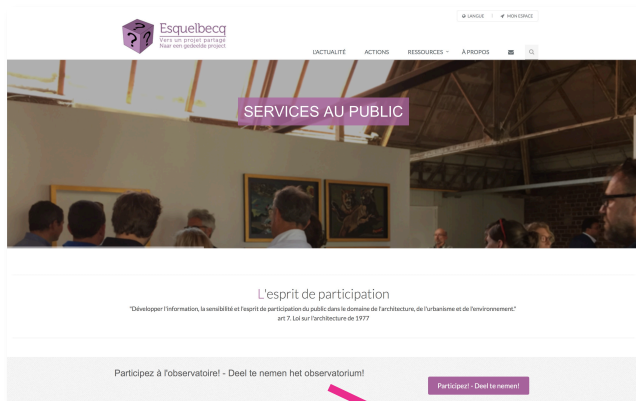 LANGUE | MON ESPACE
? ? ?
Esquelbecq
Vers un projet partagé
Naar een gedeelde project
L'ACTUALITÉ ACTIONS RESSOURCES À PROPOS
SERVICES AU PUBLIC
L'esprit de participation
"Développer l'information, la sensibilité et l'esprit de participation du public dans le domaine de l'architecture, de l'urbanisme et de l'environnement."
art 7. Loi sur l'architecture de 1977
Participez à l'observatoire! - Deel te nemen het observatorium!
Participez! - Deel te nemen!